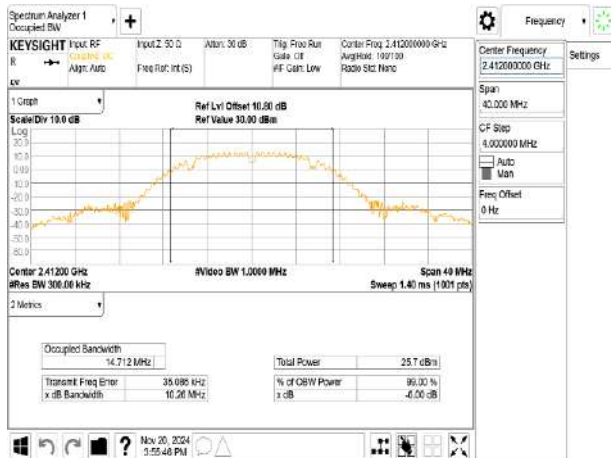 Spectrum Analyzer 1
Occupied BW
Frequency
KEYSIGHT
Input: RF
Coupling: DC
Align: Auto
Input Z: 50 Ω
Freq Ref: Int (S)
Atten: 30 dB
Trig: Free Run
Gate: Off
#IF Gain: Low
Center Freq: 2.412000000 GHz
Avg|Hold: 100/100
Radio Std: None
Center Frequency
2.412000000 GHz
Settings
Span
40.000 MHz
CF Step
4.000000 MHz
Auto
Man
Freq Offset
0 Hz
1 Graph
Scale/Div 10.0 dB
Ref Lvl Offset 10.80 dB
Ref Value 30.00 dBm
Log
20.0
10.0
0.00
-10.0
-20.0
-30.0
-40.0
-50.0
-60.0
Center 2.41200 GHz
#Res BW 300.00 kHz
#Video BW 1.0000 MHz
Span 40 MHz
Sweep 1.40 ms (1001 pts)
2 Metrics
Occupied Bandwidth
14.712 MHz
Total Power
25.7 dBm
Transmit Freq Error
35.085 kHz
% of OBW Power
99.00 %
x dB Bandwidth
10.26 MHz
x dB
-6.00 dB
Nov 20, 2024
3:55:46 PM